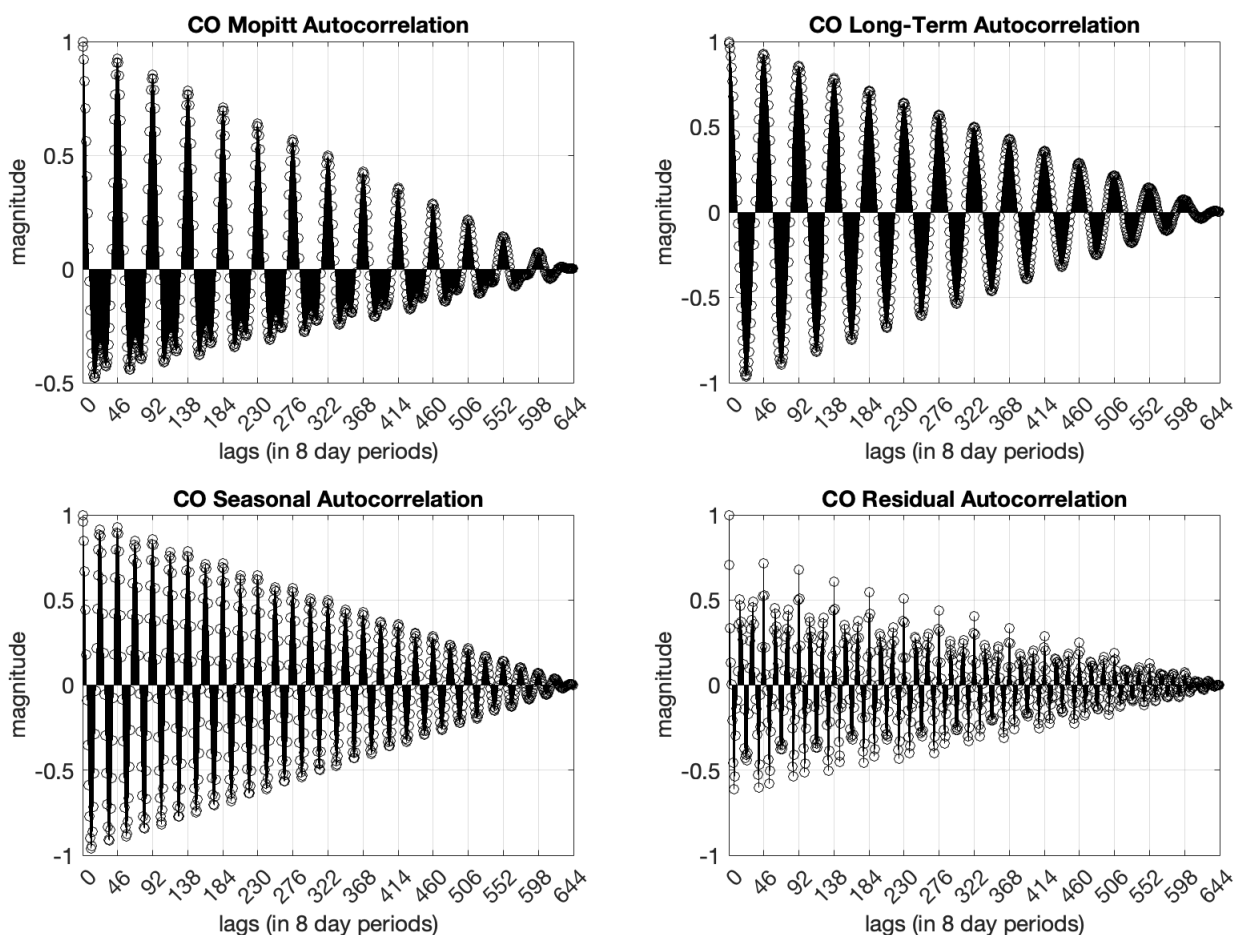 CO Mopitt Autocorrelation
1
0.5
0
-0.5
magnitude
0 46 92 138 184 230 276 322 368 414 460 506 552 598 644
lags (in 8 day periods)
CO Long-Term Autocorrelation
1
0.5
0
-0.5
-1
magnitude
0 46 92 138 184 230 276 322 368 414 460 506 552 598 644
lags (in 8 day periods)
CO Seasonal Autocorrelation
1
0.5
0
-0.5
-1
magnitude
0 46 92 138 184 230 276 322 368 414 460 506 552 598 644
lags (in 8 day periods)
CO Residual Autocorrelation
1
0.5
0
-0.5
-1
magnitude
0 46 92 138 184 230 276 322 368 414 460 506 552 598 644
lags (in 8 day periods)